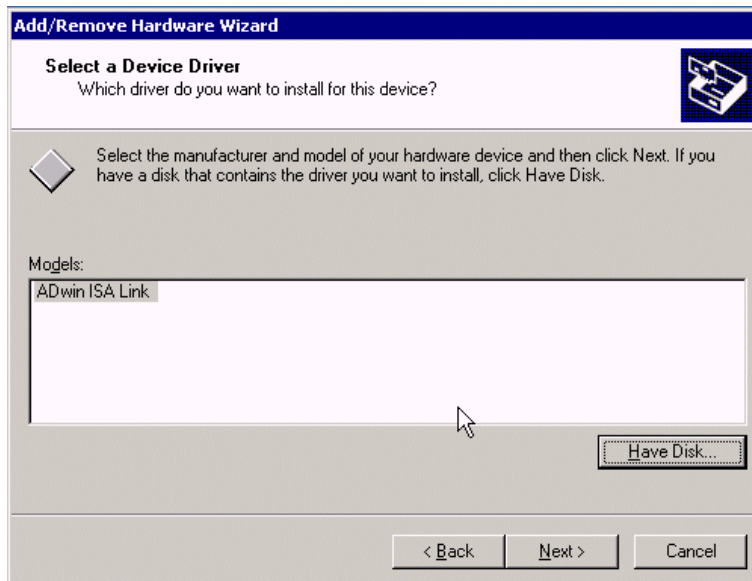 Add/Remove Hardware Wizard
Select a Device Driver
Which driver do you want to install for this device?
Select the manufacturer and model of your hardware device and then click Next. If you
have a disk that contains the driver you want to install, click Have Disk.
Models:
ADwin ISA Link
Have Disk...
< Back
Next >
Cancel